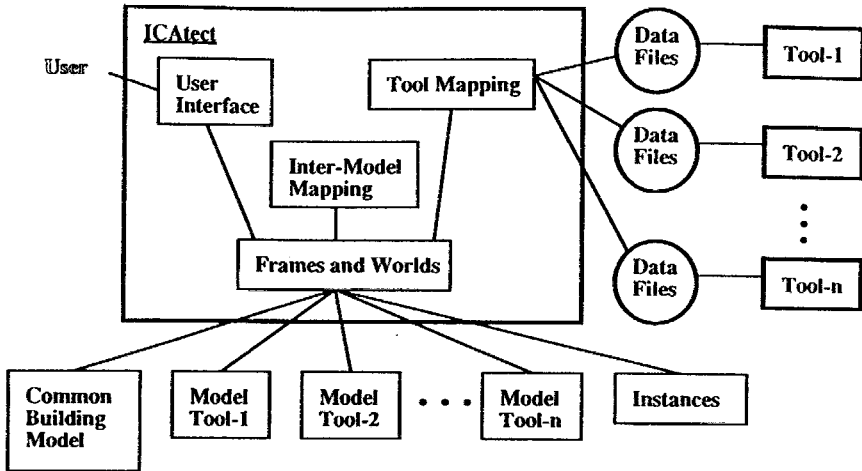 ICAtect
User
User
Interface
Tool Mapping
Inter-Model
Mapping
Frames and Worlds
Data
Files
Tool-1
Data
Files
Tool-2
Data
Files
Tool-n
Common
Building
Model
Model
Tool-1
Model
Tool-2
Model
Tool-n
Instances